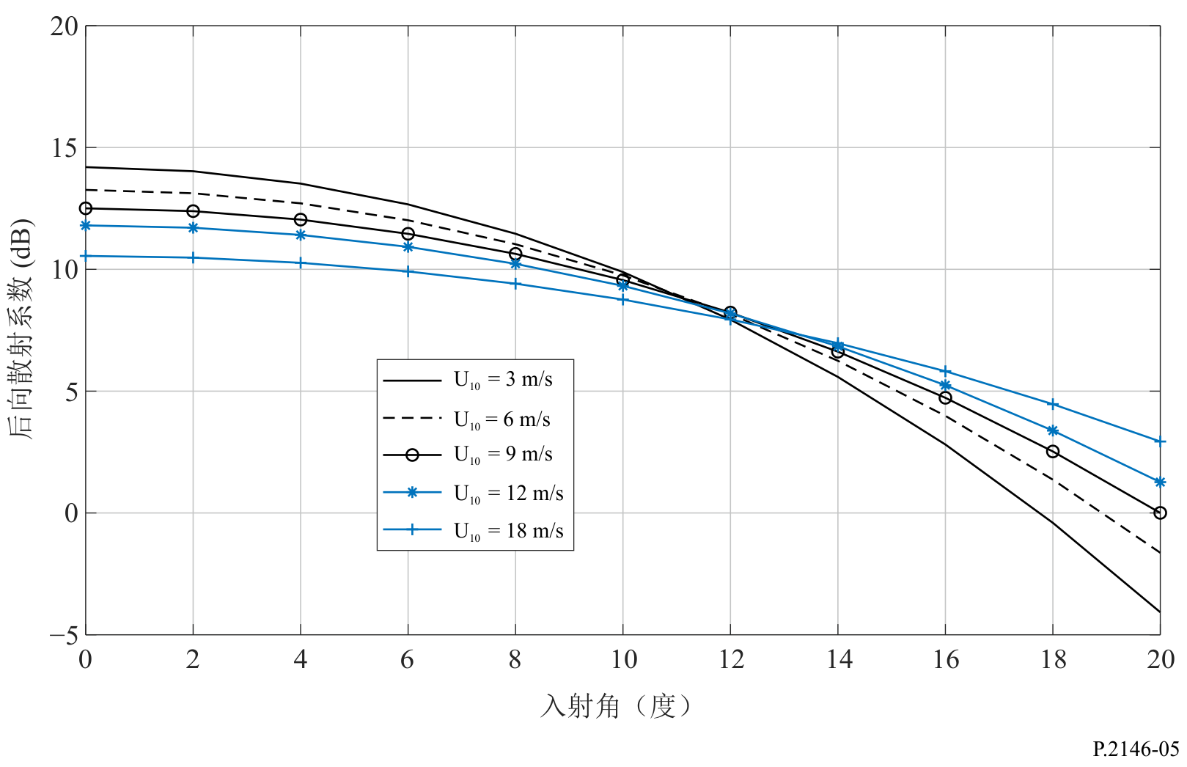 20
15
10
5
0
−5
后向散射系数 (dB)
U10 = 3 m/s
U10 = 6 m/s
U10 = 9 m/s
U10 = 12 m/s
U10 = 18 m/s
0 2 4 6 8 10 12 14 16 18 20
入射角（度）
P.2146-05